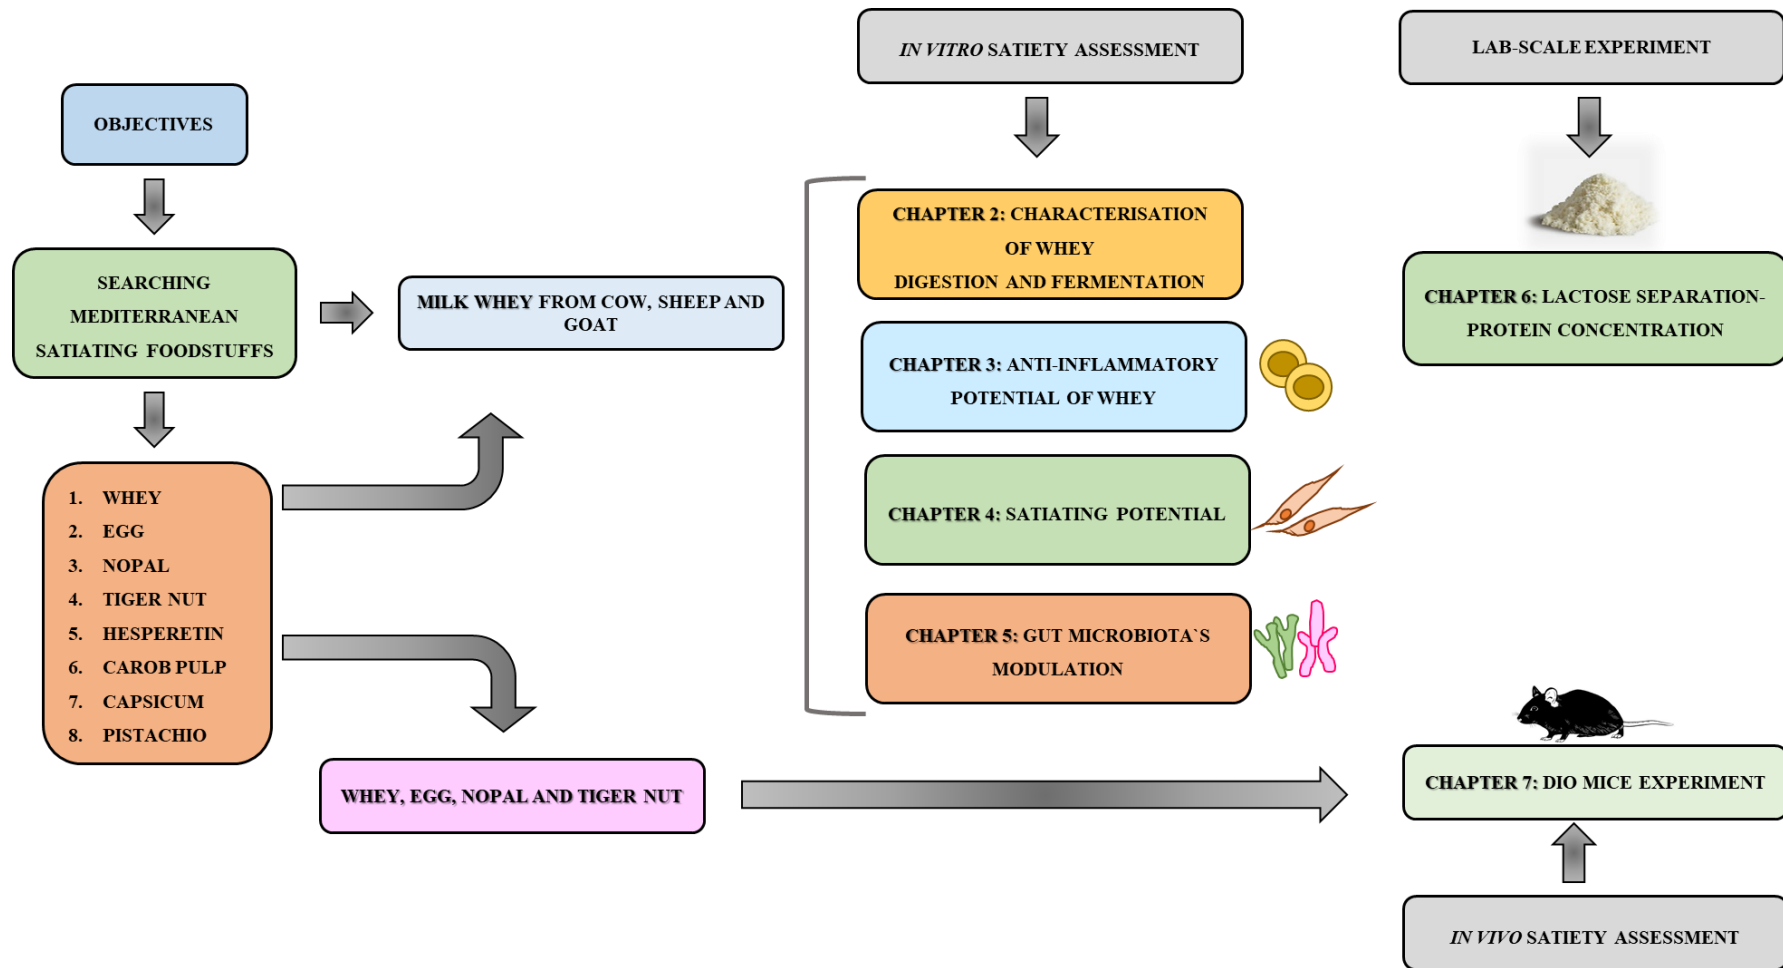 OBJECTIVES
SEARCHING
MEDITERRANEAN
SATIATING FOODSTUFFS
1. WHEY
2. EGG
3. NOPAL
4. TIGER NUT
5. HESPERETIN
6. CAROB PULP
7. CAPSICUM
8. PISTACHIO
MILK WHEY FROM COW, SHEEP AND
GOAT
WHEY, EGG, NOPAL AND TIGER NUT
IN VITRO SATIETY ASSESSMENT
CHAPTER 2: CHARACTERISATION
OF WHEY
DIGESTION AND FERMENTATION
CHAPTER 3: ANTI-INFLAMMATORY
POTENTIAL OF WHEY
CHAPTER 4: SATIATING POTENTIAL
CHAPTER 5: GUT MICROBIOTA`S
MODULATION
LAB-SCALE EXPERIMENT
CHAPTER 6: LACTOSE SEPARATION-
PROTEIN CONCENTRATION
CHAPTER 7: DIO MICE EXPERIMENT
IN VIVO SATIETY ASSESSMENT